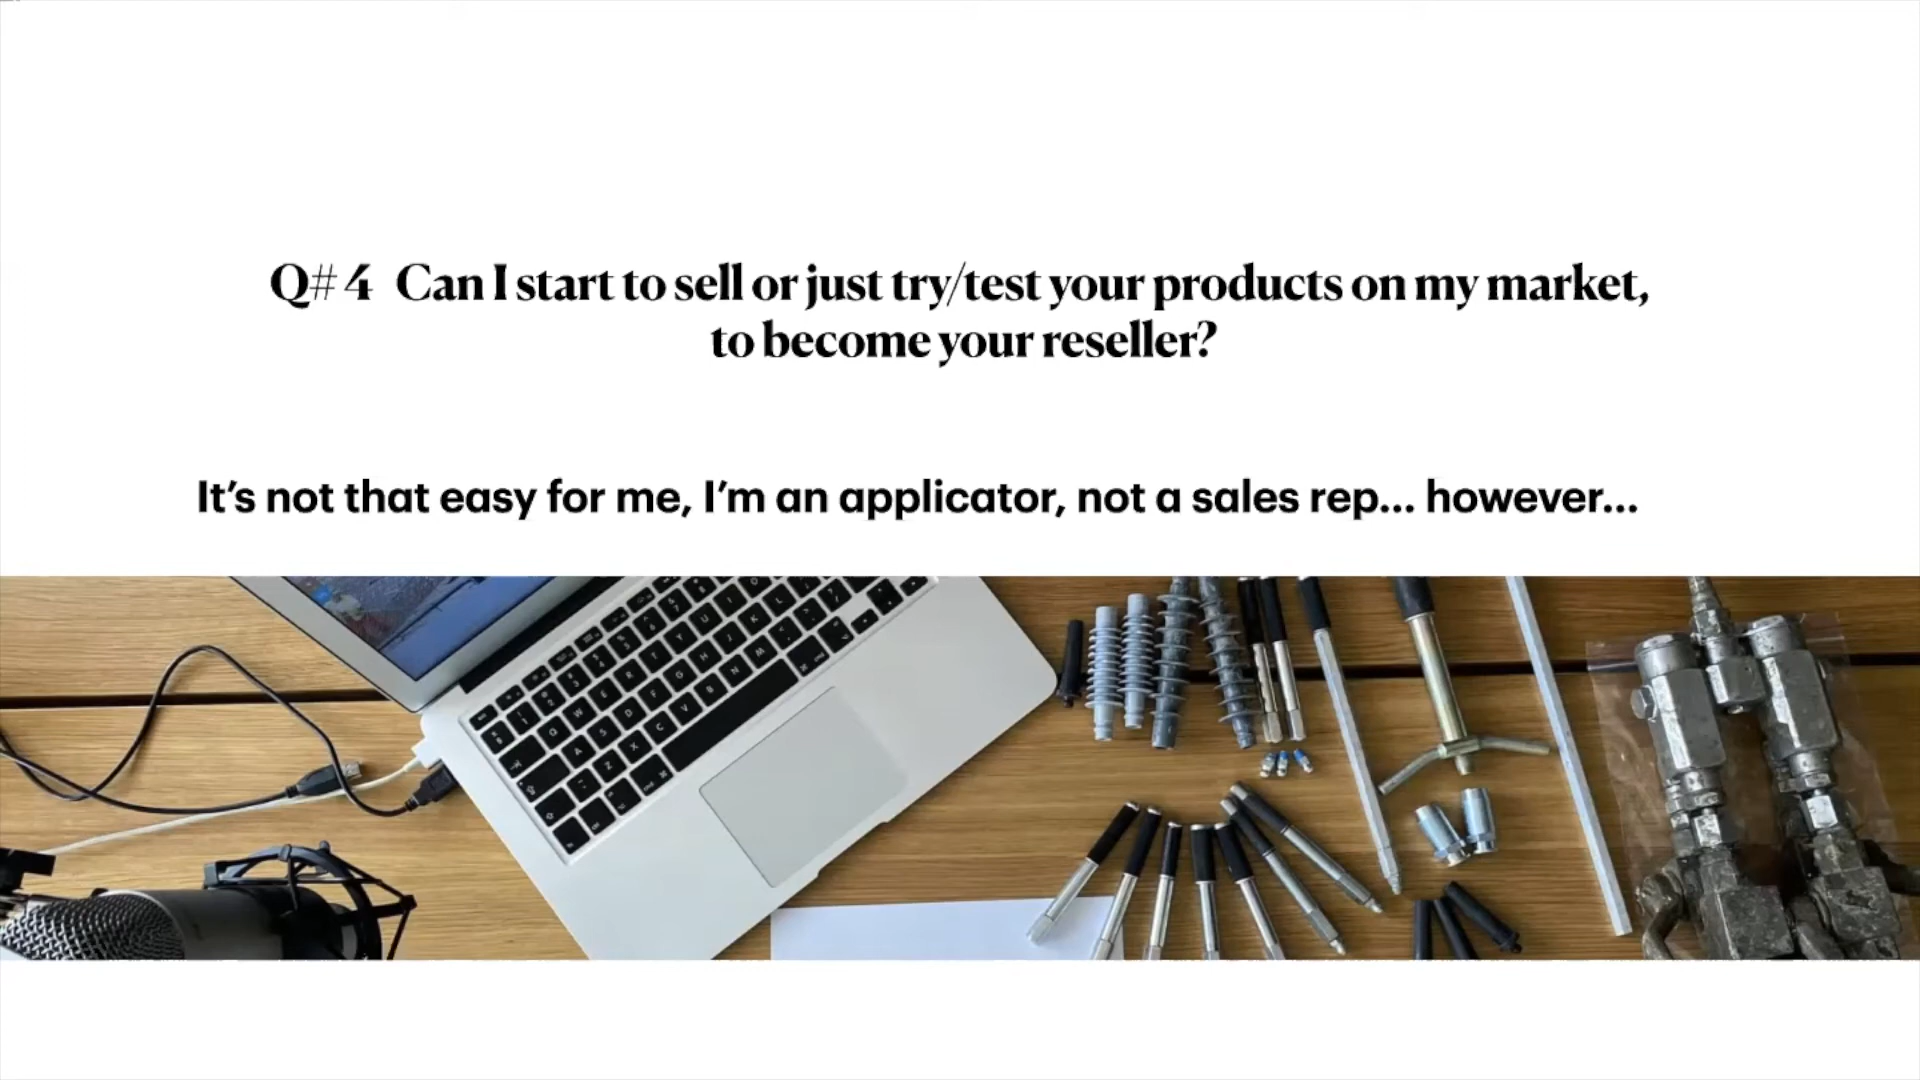 Q# 4 Can I start to sell or just try/test your products on my market,
to become your reseller?
It's not that easy for me, I'm an applicator, not a sales rep... however...